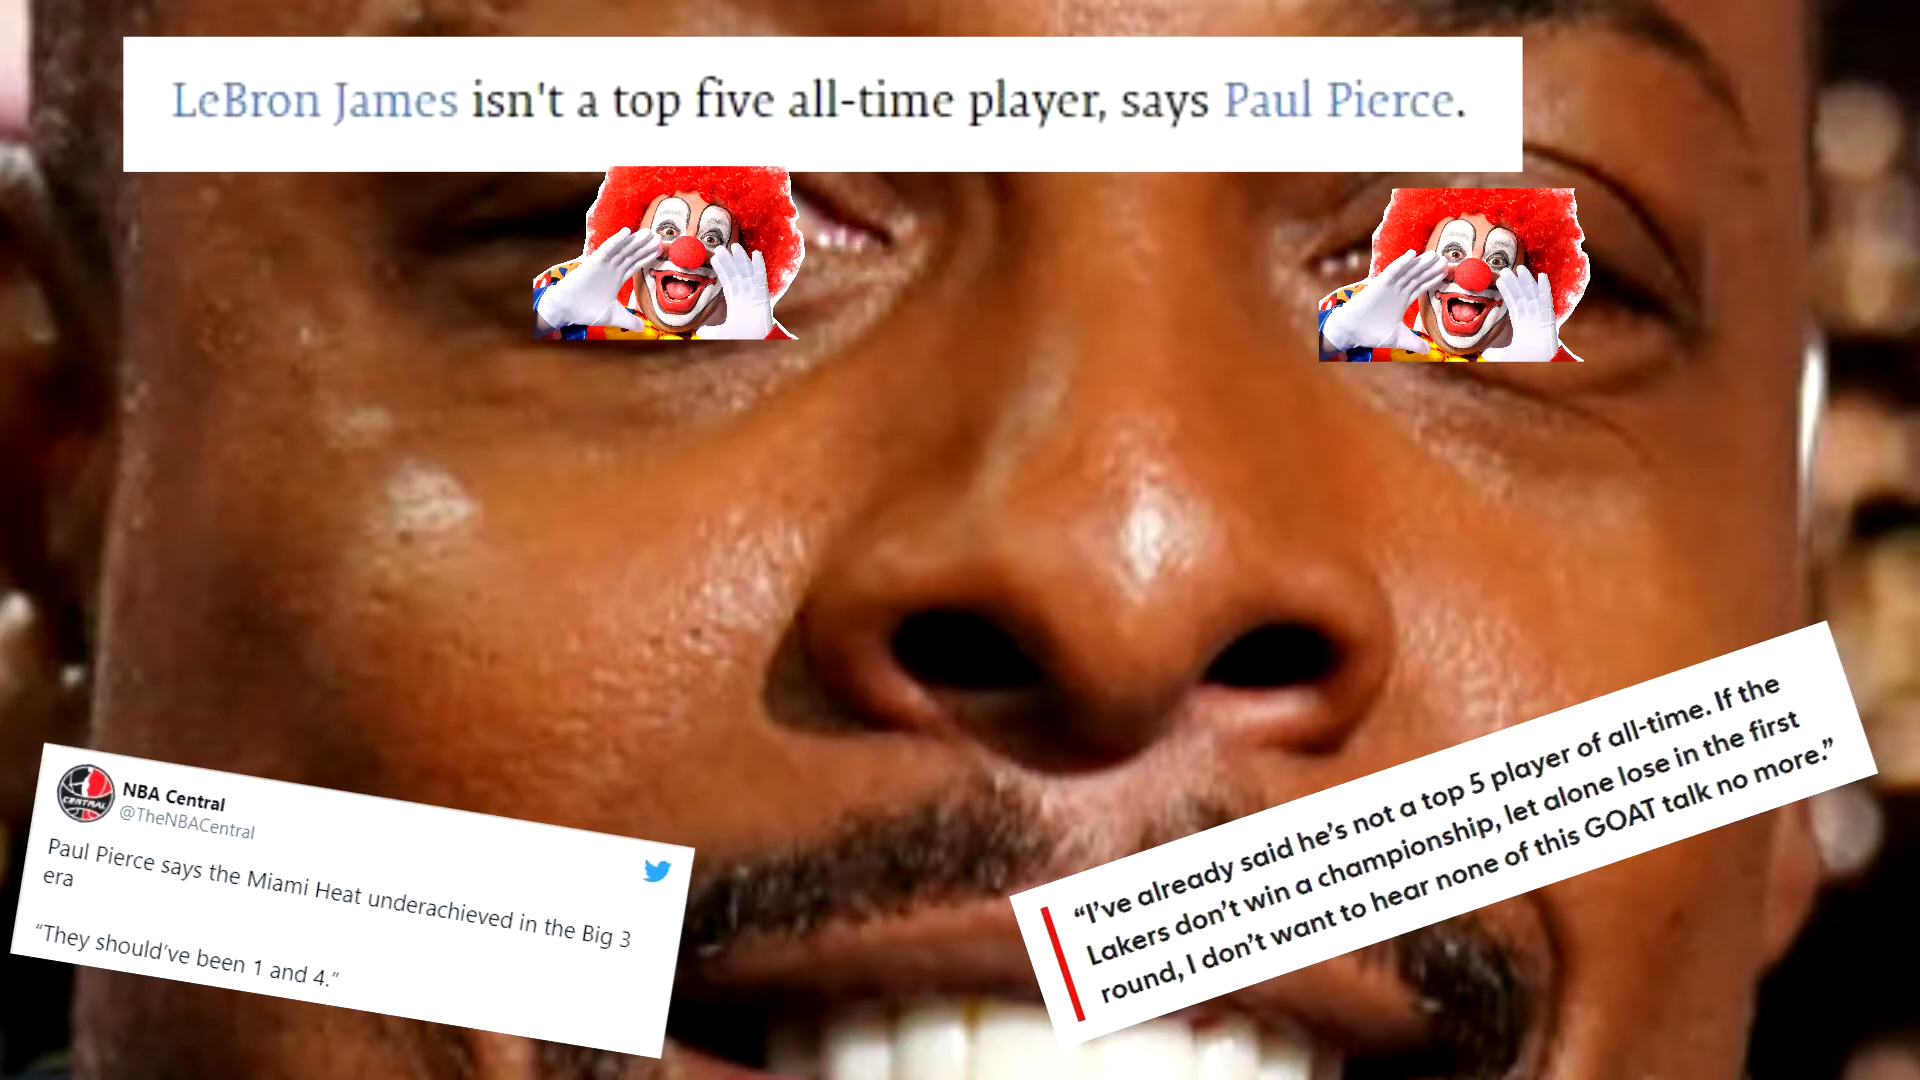 LeBron James isn't a top five all-time player, says Paul Pierce.
CENTRAL
NBA Central
@TheNBACentral
Paul Pierce says the Miami Heat underachieved in the Big 3
era
“They should’ve been 1 and 4.”
“I’ve already said he’s not a top 5 player of all-time. If the
Lakers don’t win a championship, let alone lose in the first
round, I don’t want to hear none of this GOAT talk no more.”